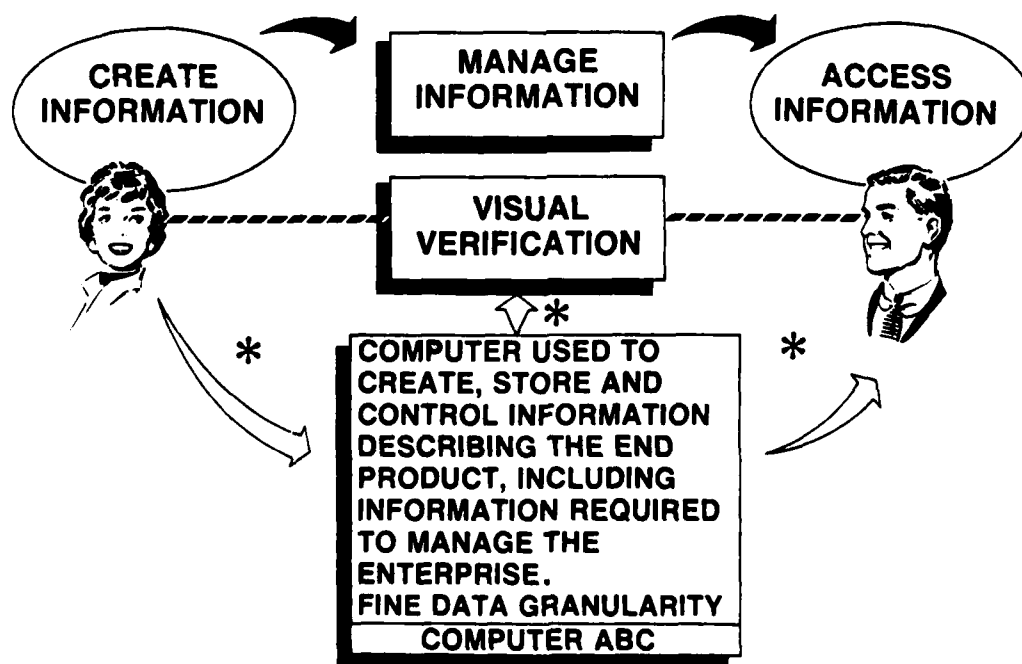 CREATE
INFORMATION
MANAGE
INFORMATION
ACCESS
INFORMATION
VISUAL
VERIFICATION
*
*
*
COMPUTER USED TO
CREATE, STORE AND
CONTROL INFORMATION
DESCRIBING THE END
PRODUCT, INCLUDING
INFORMATION REQUIRED
TO MANAGE THE
ENTERPRISE.
FINE DATA GRANULARITY
COMPUTER ABC